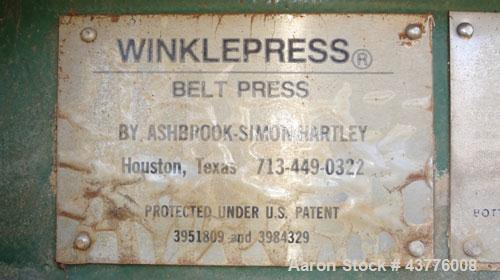 WINKLEPRESS®
BELT PRESS
BY ASHBROOK-SIMON-HARTLEY
Houston, Texas 713-449-0322
PROTECTED UNDER U.S. PATENT
3951809 and 3984329
BOT
Aaron Stock # 43776008